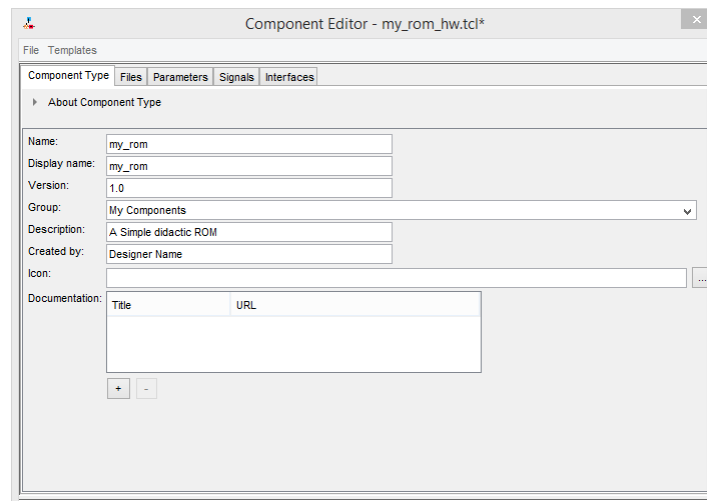 Component Editor - my_rom_hw.tcl*
File Templates
Component Type Files Parameters Signals Interfaces
About Component Type
Name: my_rom
Display name: my_rom
Version: 1.0
Group: My Components
Description: A Simple didactic ROM
Created by: Designer Name
Icon: ...
Documentation: Title URL
+ -